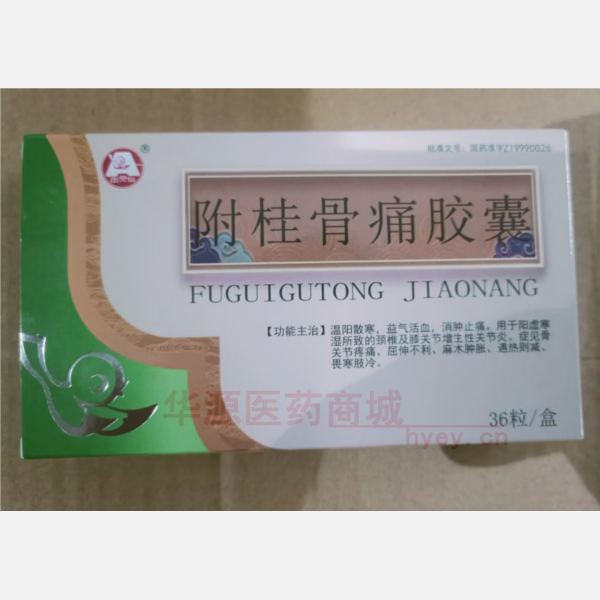 ®
批准文号：国药准字Z19990026
附桂骨痛胶囊
FUGUIGUTONG JIAONANG
【功能主治】温阳散寒，益气活血，消肿止痛。用于阳虚寒
湿所致的颈椎及膝关节增生性关节炎。症见骨
关节疼痛、屈伸不利、麻木肿胀、遇热则减、
畏寒肢冷。
华源医药商城
hyey.cn
36粒/盒